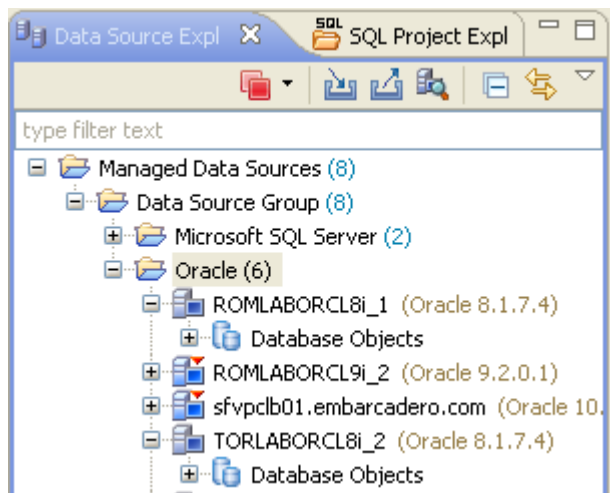 Data Source Expl SQL SQL Project Expl
type filter text
Managed Data Sources (8)
Data Source Group (8)
Microsoft SQL Server (2)
Oracle (6)
ROMLABORCL8i_1 (Oracle 8.1.7.4)
Database Objects
ROMLABORCL9i_2 (Oracle 9.2.0.1)
sfvpclb01.embarcadero.com (Oracle 10.
TORLABORCL8i_2 (Oracle 8.1.7.4)
Database Objects